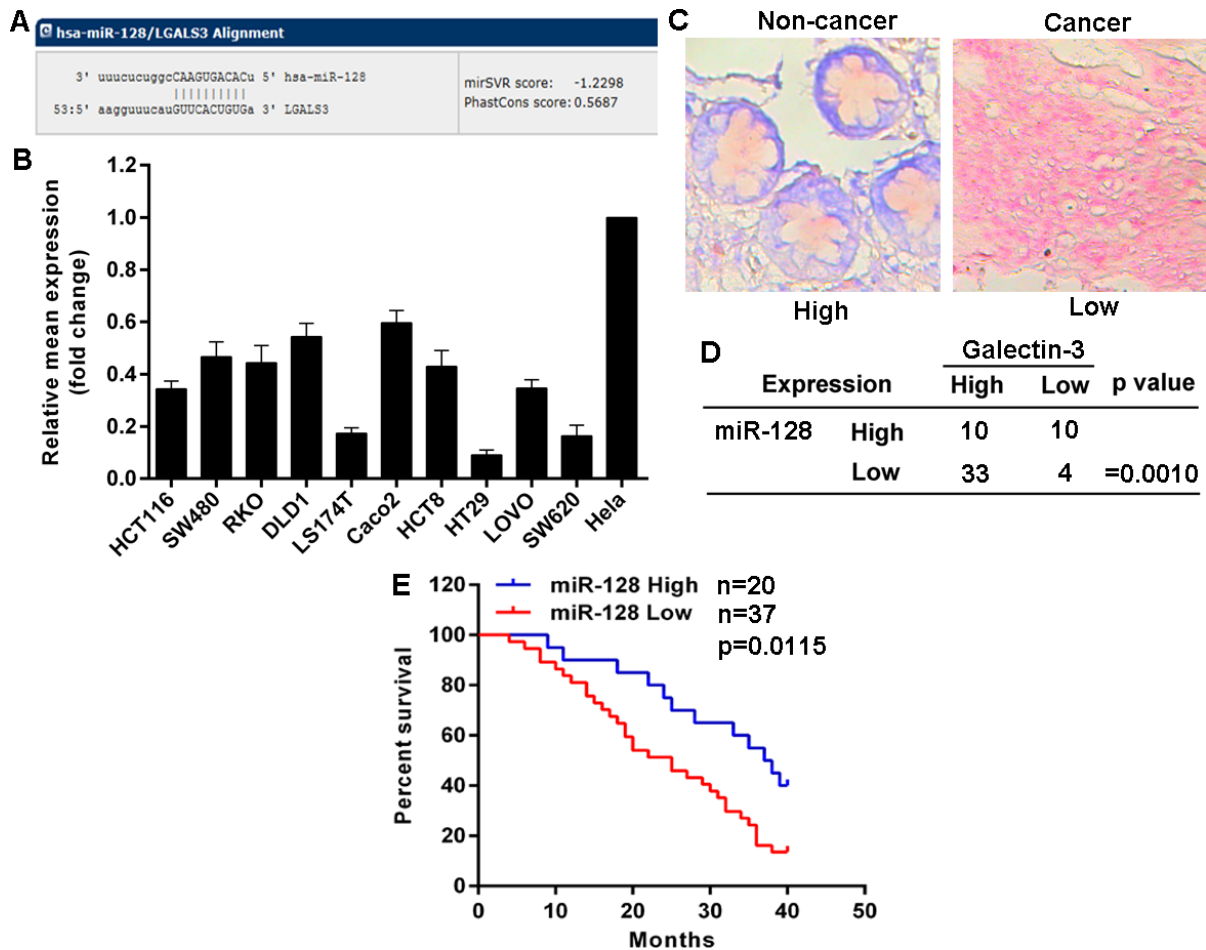 A
hsa-miR-128/LGALS3 Alignment
3' uuucucuggcCAAGUGACACu 5' hsa-miR-128
||||||||||
53:5' aagguuucauGUUCACUGUGa 3' LGALS3
mirSVR score: -1.2298
PhastCons score: 0.5687
B
Relative mean expression
(fold change)
1.2
1.0
0.8
0.6
0.4
0.2
0.0
HCT116
SW480
RKO
DLD1
LS174T
Caco2
HCT8
HT29
LOVO
SW620
Hela
C
Non-cancer
Cancer
High
Low
D
Galectin-3
Expression High Low p value
miR-128 High 10 10
Low 33 4 =0.0010
E
miR-128 High n=20
miR-128 Low n=37
p=0.0115
Percent survival
120
100
80
60
40
20
0
0 10 20 30 40 50
Months